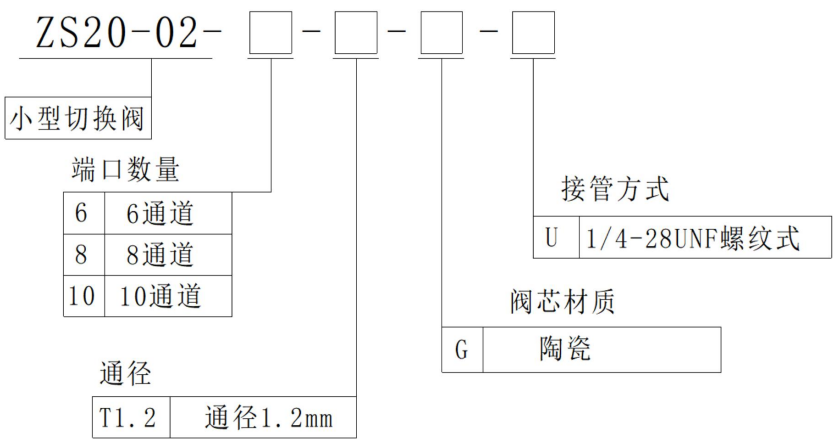 ZS20-02-□-□-□-□
小型切换阀
端口数量
6 6通道
8 8通道
10 10通道
接管方式
U 1/4-28UNF螺纹式
阀芯材质
G 陶瓷
通径
T1.2 通径1.2mm